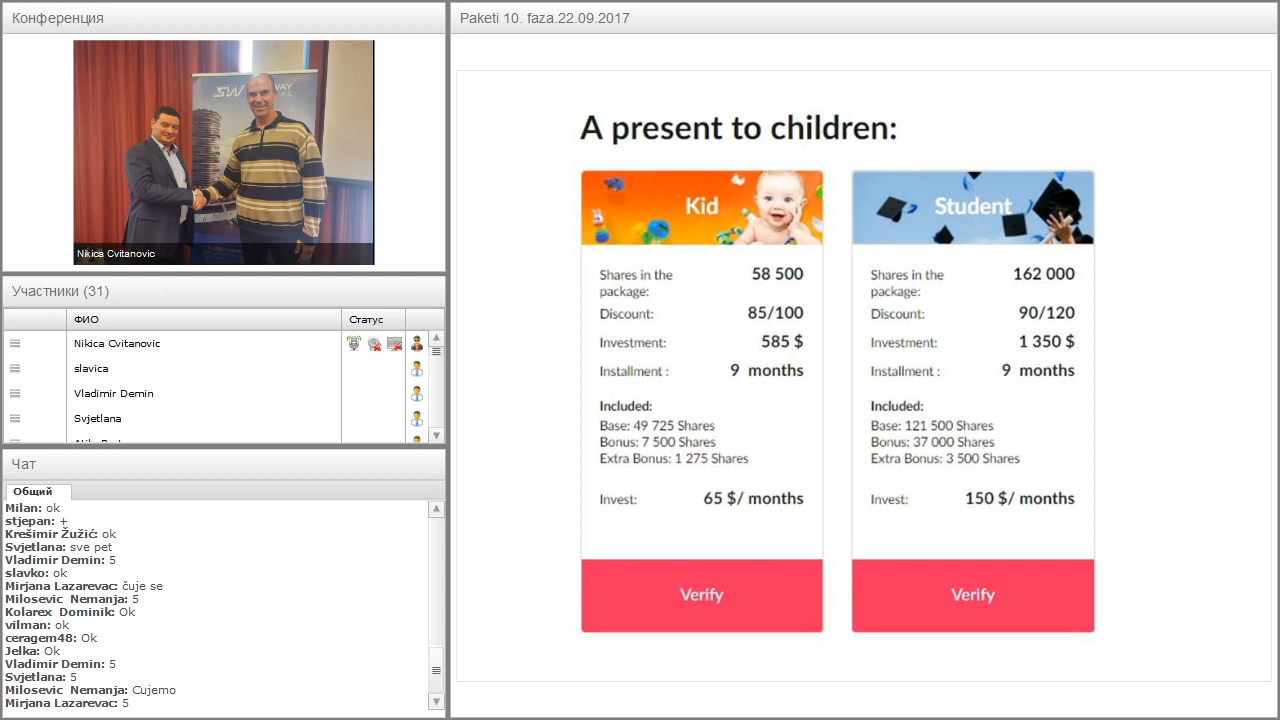 Конференция
Nikica Cvitanovic
Участники (31)
ФИО
Статус
Nikica Cvitanovic
slavica
Vladimir Demin
Svjetlana
Чат
Общий
Milan: ok
stjepan: +
Krešimir Žužić: ok
Svjetlana: sve pet
Vladimir Demin: 5
slavko: ok
Mirjana Lazarevac: čuje se
Milosevic Nemanja: 5
Kolarex Dominik: Ok
vilman: ok
ceragem48: Ok
Jelka: Ok
Vladimir Demin: 5
Svjetlana: 5
Milosevic Nemanja: Cujemo
Mirjana Lazarevac: 5
Paketi 10. faza.22.09.2017
A present to children:
Kid
Shares in the package: 58 500
Discount: 85/100
Investment: 585 $
Installment : 9 months
Included:
Base: 49 725 Shares
Bonus: 7 500 Shares
Extra Bonus: 1 275 Shares
Invest: 65 $/ months
Verify
Student
Shares in the package: 162 000
Discount: 90/120
Investment: 1 350 $
Installment : 9 months
Included:
Base: 121 500 Shares
Bonus: 37 000 Shares
Extra Bonus: 3 500 Shares
Invest: 150 $/ months
Verify